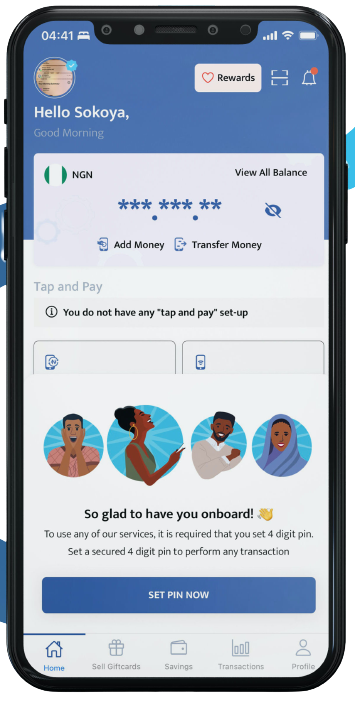 04:41
Rewards
Hello Sokoya,
Good Morning
NGN
View All Balance
***.***.**
Add Money
Transfer Money
Tap and Pay
You do not have any "tap and pay" set-up
So glad to have you onboard! 👏
To use any of our services, it is required that you set 4 digit pin.
Set a secured 4 digit pin to perform any transaction
SET PIN NOW
Home
Sell Giftcards
Savings
Transactions
Profile